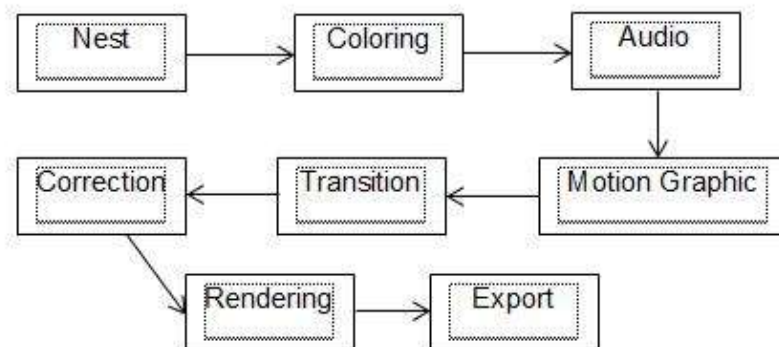 Nest
Coloring
Audio
Motion Graphic
Transition
Correction
Rendering
Export